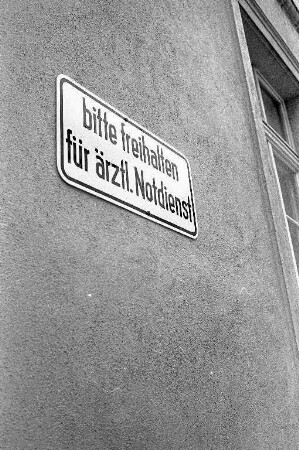 bitte freihalten
für ärztl. Notdienst